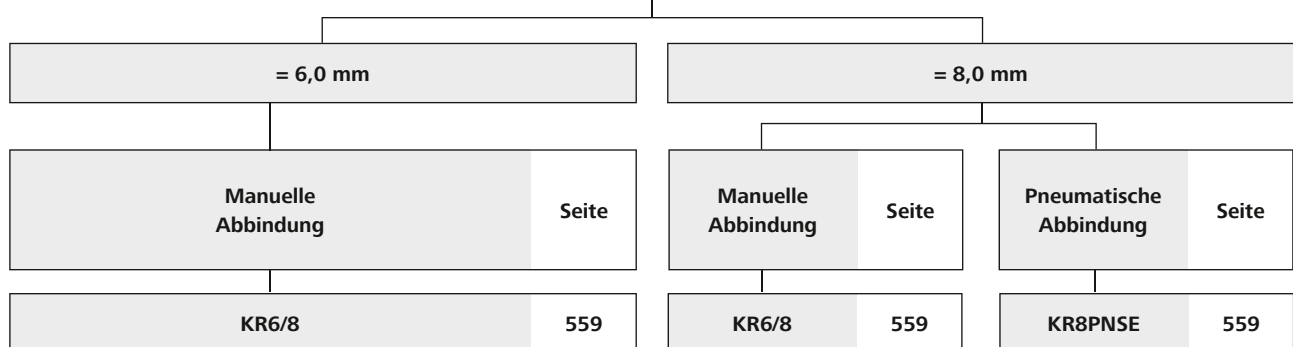 = 6,0 mm
= 8,0 mm
Manuelle
Abbindung
Seite
Manuelle
Abbindung
Seite
Pneumatische
Abbindung
Seite
KR6/8
559
KR6/8
559
KR8PNSE
559